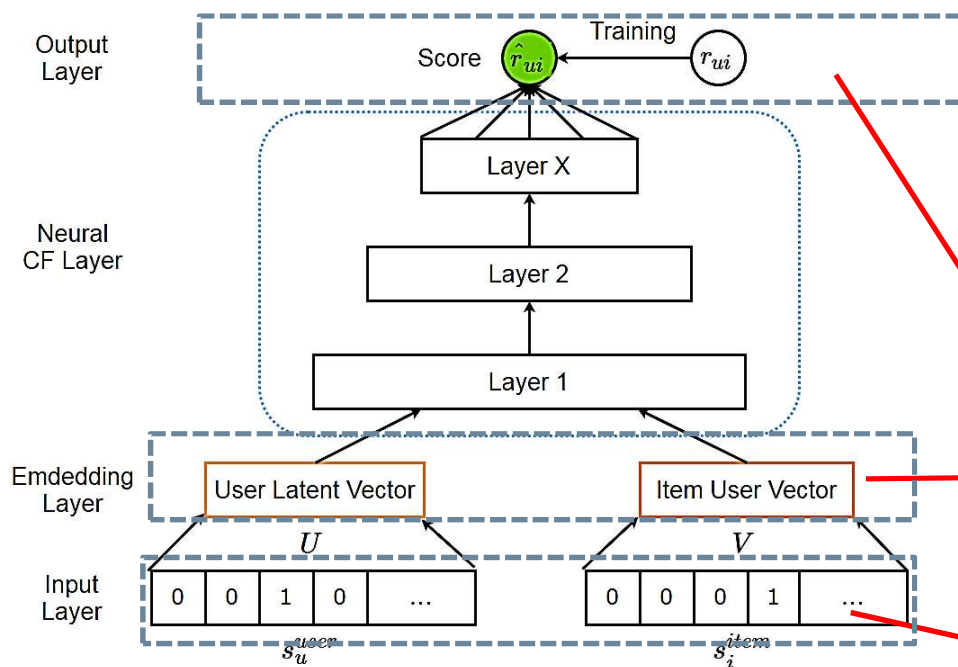 Output
Layer
Score
r̂ui
Training
rui
Layer X
Neural
CF Layer
Layer 2
Layer 1
Emdedding
Layer
User Latent Vector
Item User Vector
U
V
Input
Layer
0 0 1 0 ...
0 0 0 1 ...
s_u^user
s_i^item